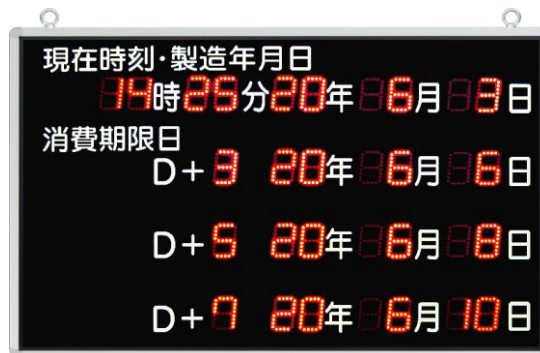 現在時刻・製造年月日
14時25分20年 6月 3日
消費期限日
D+3 20年 6月 6日
D+5 20年 6月 8日
D+7 20年 6月10日